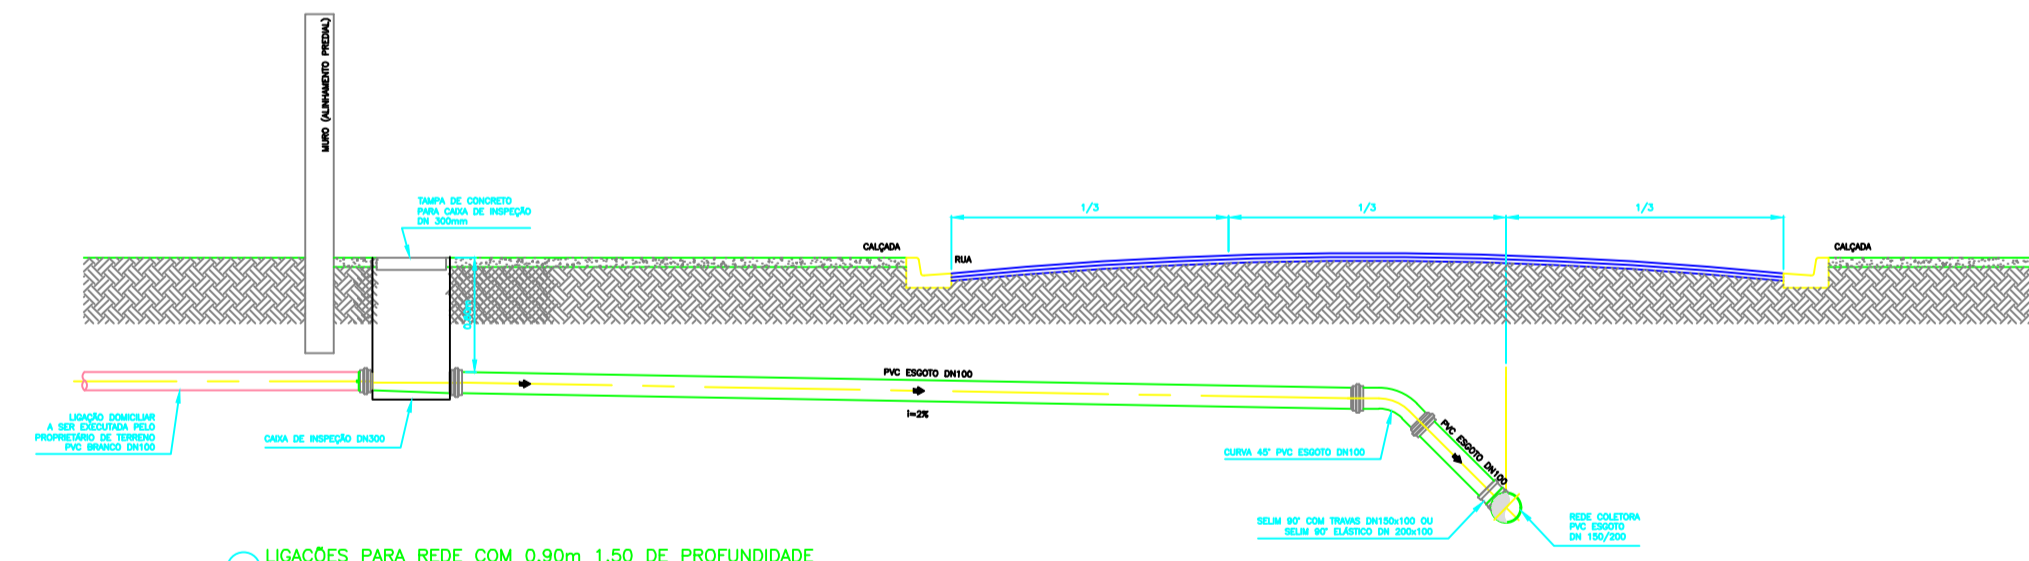 MURO (ALINHAMENTO PREDIAL)
TAMPA DE CONCRETO
PARA CAIXA DE INSPEÇÃO
DN 300mm
CALÇADA
RUA
1/3
1/3
1/3
CALÇADA
PVC ESGOTO DN100
i=2%
LIGAÇÃO DOMICILIAR
A SER EXECUTADA PELO
PROPRIETÁRIO DE TERRENO
PVC BRANCO DN100
CAIXA DE INSPEÇÃO DN300
CURVA 45° PVC ESGOTO DN100
PVC ESGOTO DN100
SELIM 90° COM TRAVAS DN150x100 OU
SELIM 90° ELÁSTICO DN 200x100
REDE COLETORA
PVC ESGOTO
DN 150/200
LIGAÇÕES PARA REDE COM 0.90m 1.50 DE PROFUNDIDADE